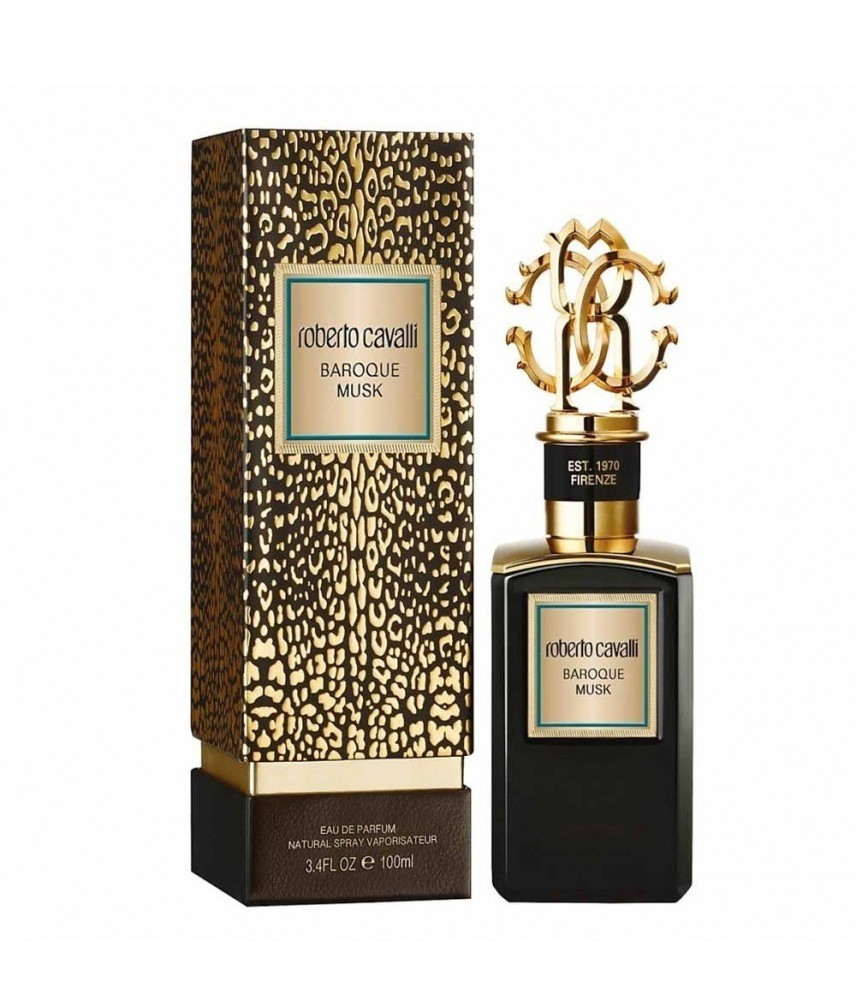 roberto cavalli
BAROQUE
MUSK
EAU DE PARFUM
NATURAL SPRAY VAPORISATEUR
3.4FL OZ ℮ 100ml
EST. 1970
FIRENZE
roberto cavalli
BAROQUE
MUSK